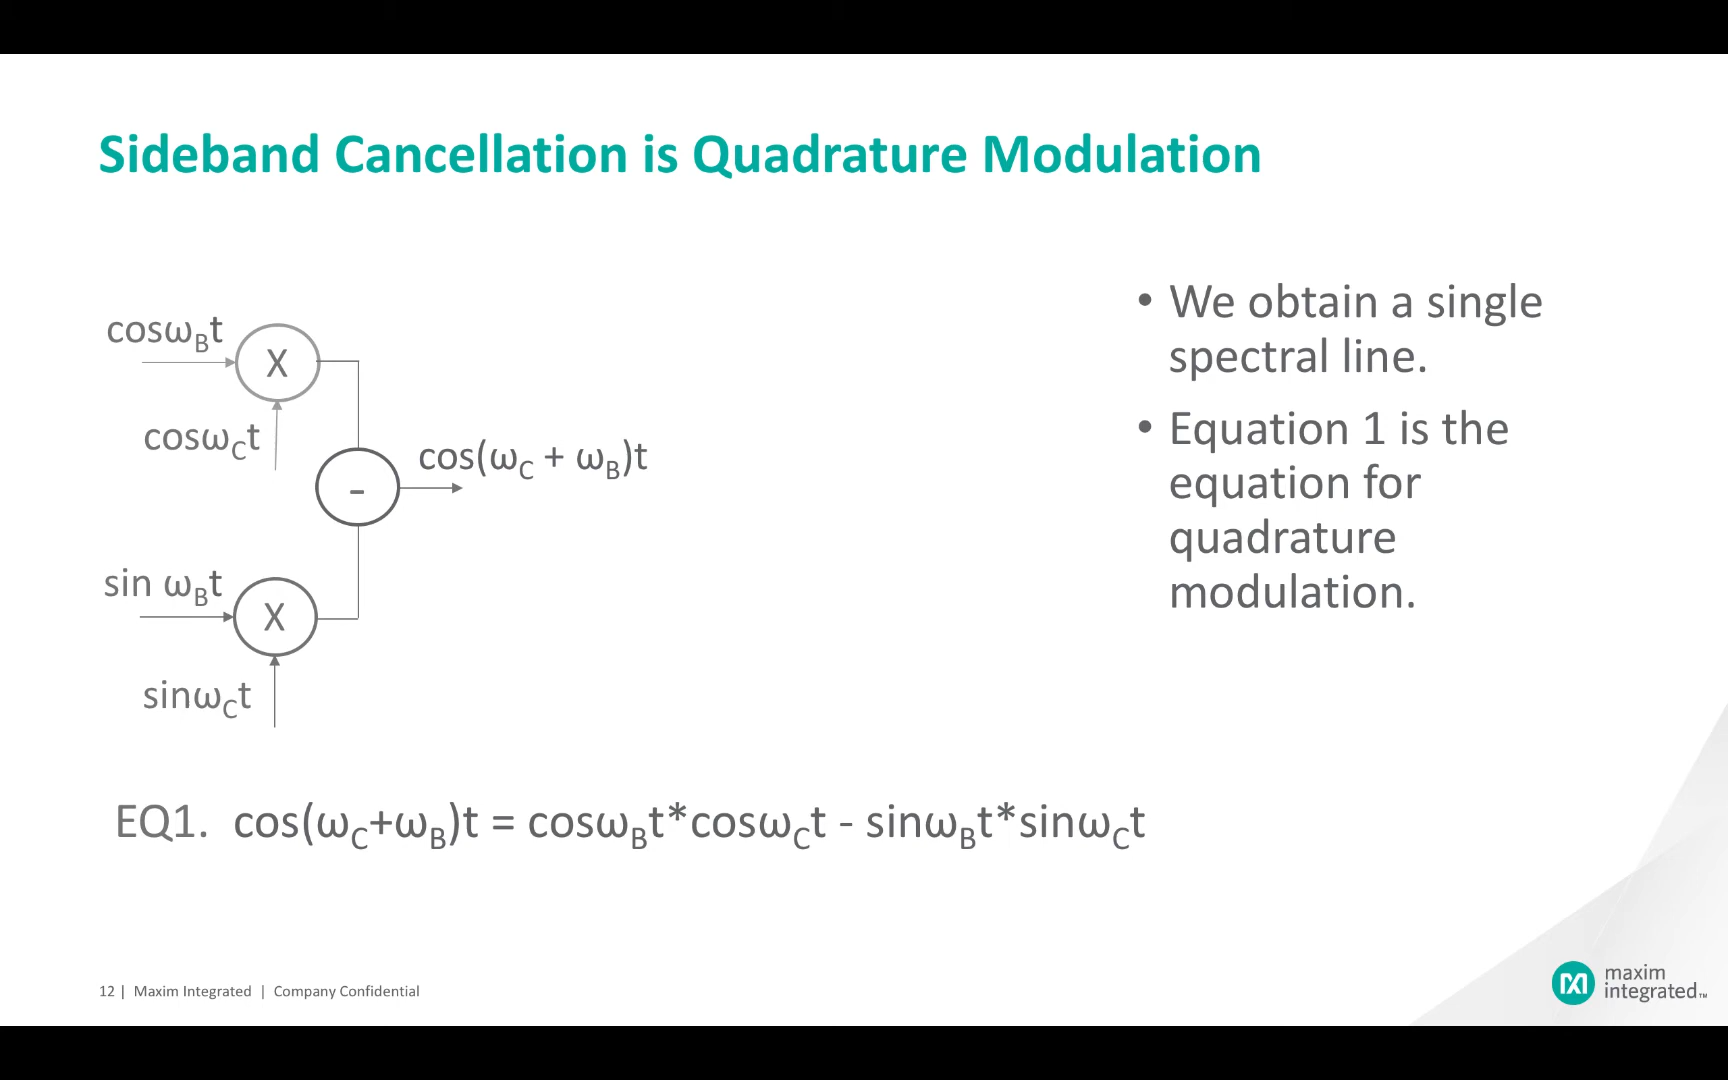 Sideband Cancellation is Quadrature Modulation
cosω_Bt
X
cosω_Ct
-
cos(ω_C + ω_B)t
sin ω_Bt
X
sinω_Ct
• We obtain a single
spectral line.
• Equation 1 is the
equation for
quadrature
modulation.
EQ1. cos(ω_C+ω_B)t = cosω_Bt*cosω_Ct - sinω_Bt*sinω_Ct
12 | Maxim Integrated | Company Confidential
maxim
integrated™